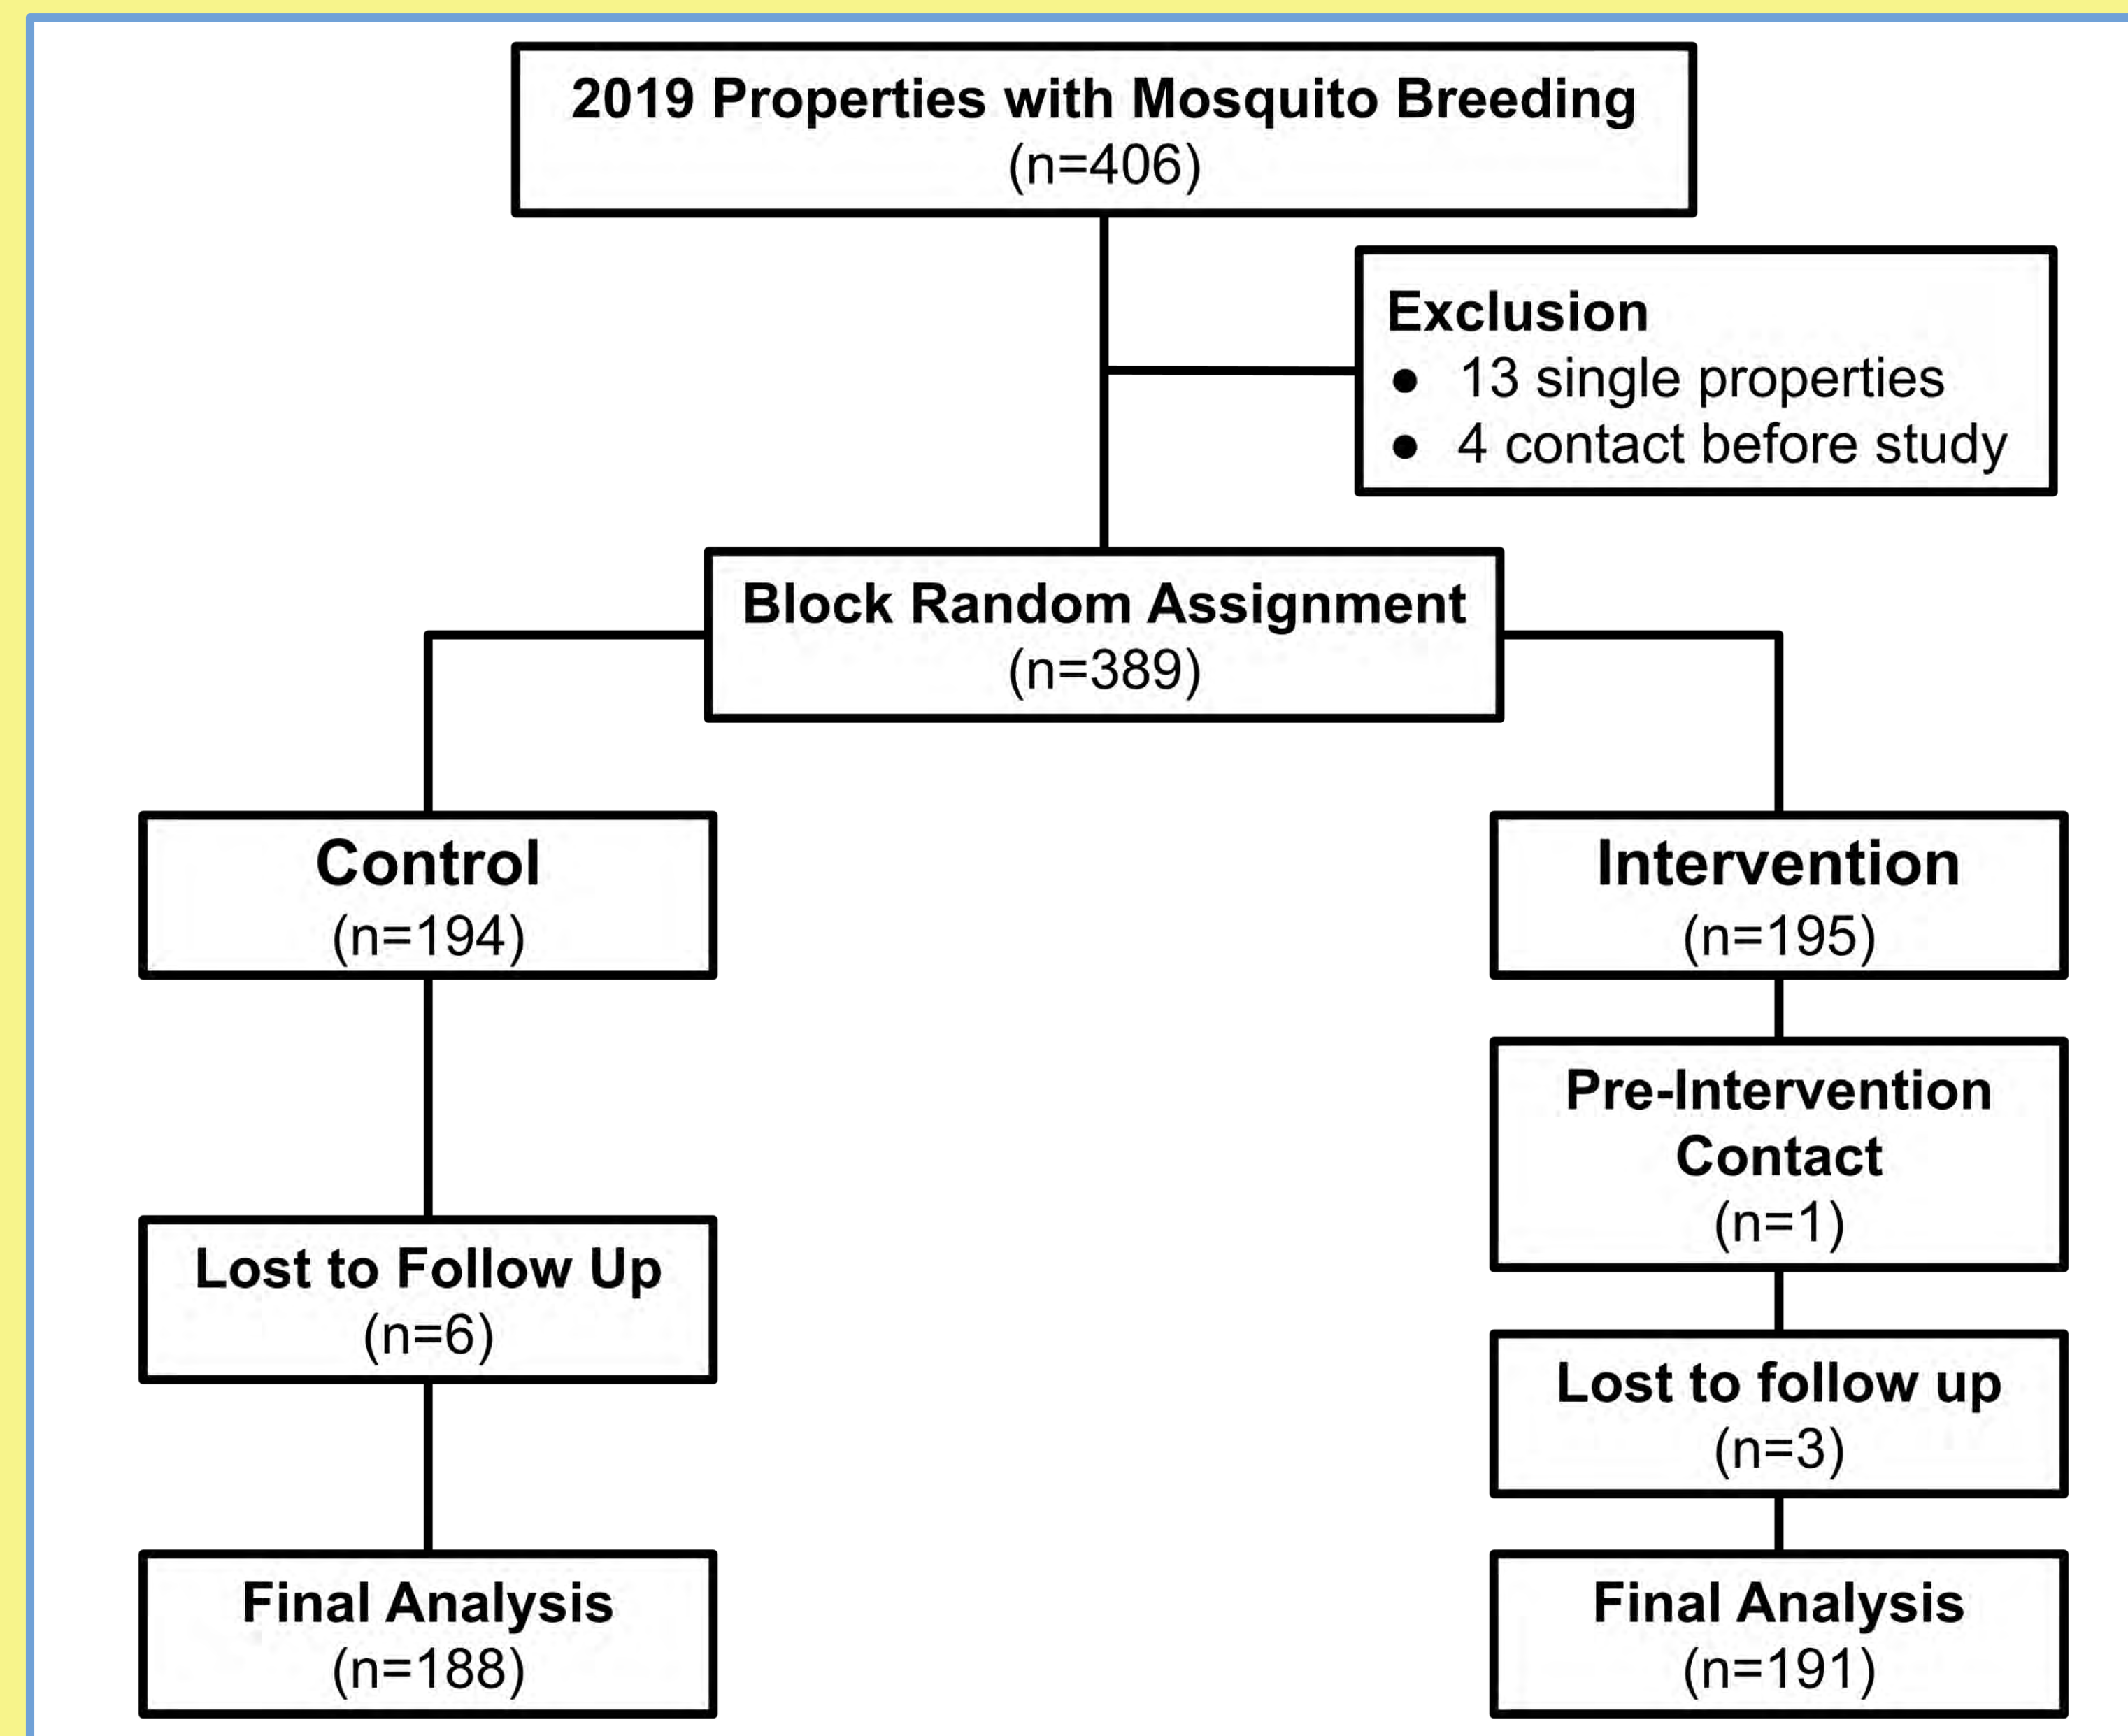 2019 Properties with Mosquito Breeding
(n=406)
Exclusion
● 13 single properties
● 4 contact before study
Block Random Assignment
(n=389)
Control
(n=194)
Intervention
(n=195)
Pre-Intervention
Contact
(n=1)
Lost to Follow Up
(n=6)
Lost to follow up
(n=3)
Final Analysis
(n=188)
Final Analysis
(n=191)